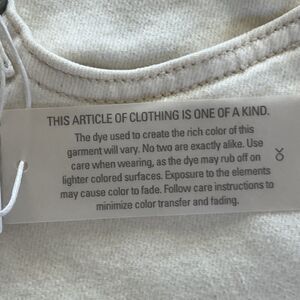 THIS ARTICLE OF CLOTHING IS ONE OF A KIND.
The dye used to create the rich color of this
garment will vary. No two are exactly alike. Use
care when wearing, as the dye may rub off on
lighter colored surfaces. Exposure to the elements
may cause color to fade. Follow care instructions to
minimize color transfer and fading.